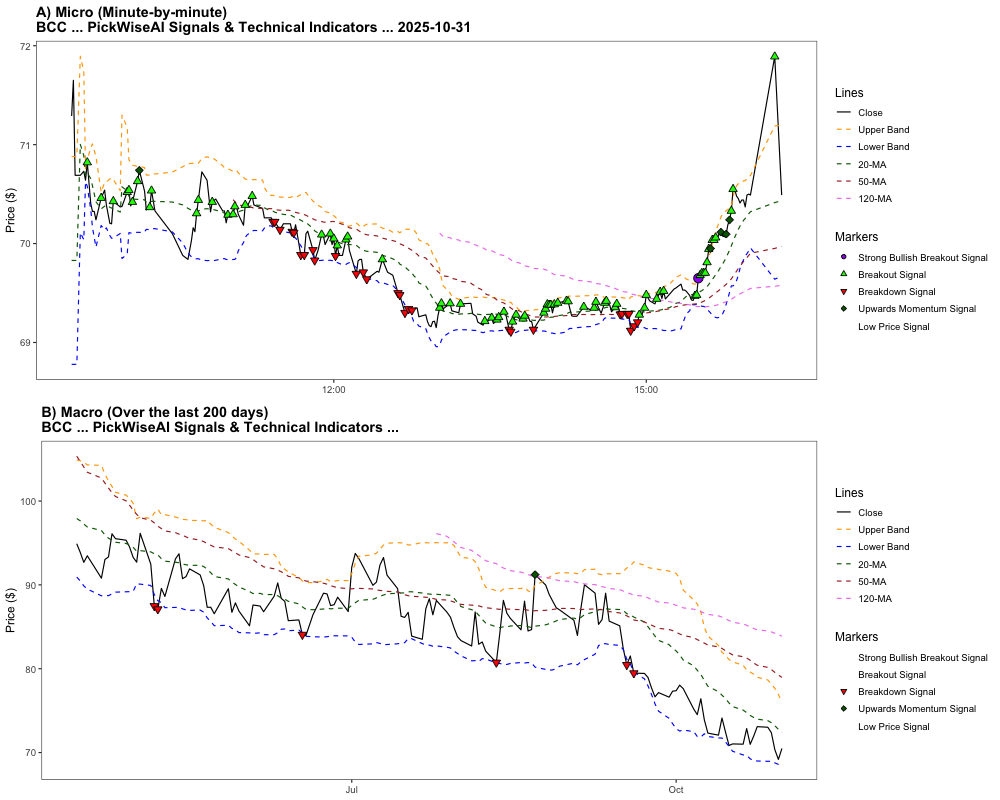 A) Micro (Minute-by-minute)
BCC ... PickWiseAI Signals & Technical Indicators ... 2025-10-31
72
71
70
69
Price ($)
12:00
15:00
Lines
Close
Upper Band
Lower Band
20-MA
50-MA
120-MA
Markers
Strong Bullish Breakout Signal
Breakout Signal
Breakdown Signal
Upwards Momentum Signal
Low Price Signal
B) Macro (Over the last 200 days)
BCC ... PickWiseAI Signals & Technical Indicators ...
100
90
80
70
Price ($)
Jul
Oct
Lines
Close
Upper Band
Lower Band
20-MA
50-MA
120-MA
Markers
Strong Bullish Breakout Signal
Breakout Signal
Breakdown Signal
Upwards Momentum Signal
Low Price Signal